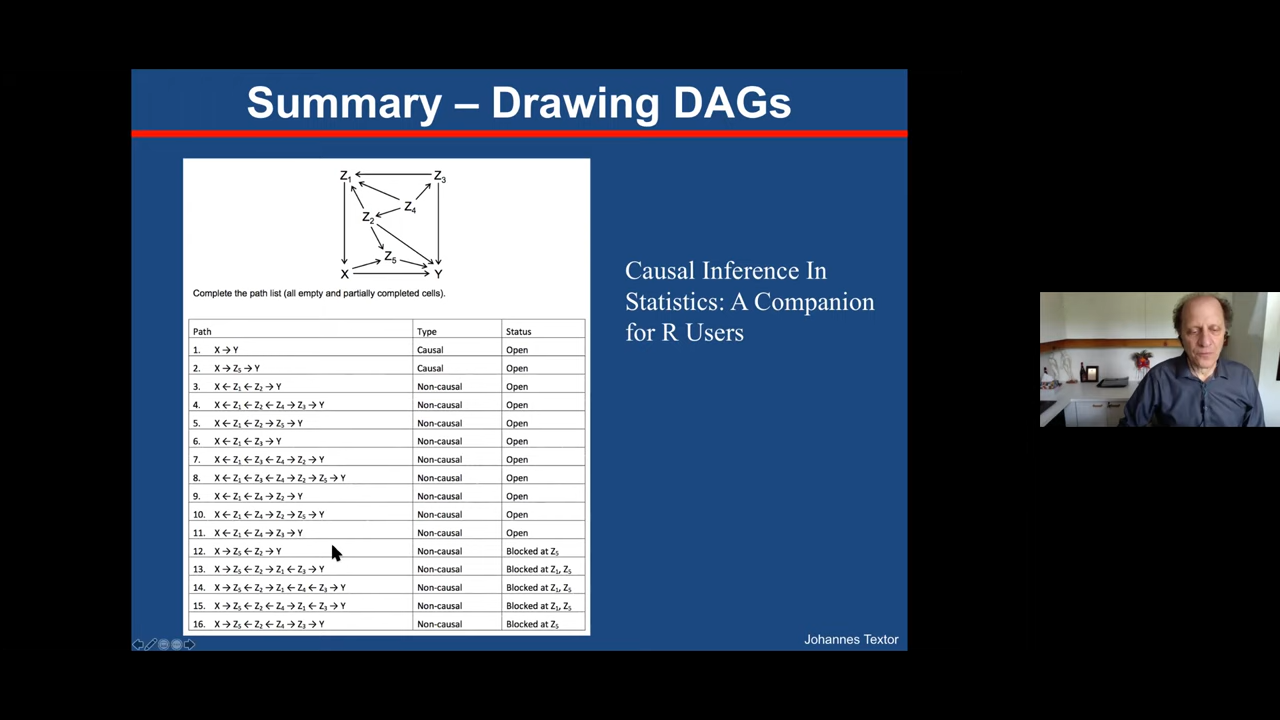 Summary – Drawing DAGs
Z₁ Z₃
Z₄
Z₂
Z₅
X Y
Complete the path list (all empty and partially completed cells).
Path Type Status
1. X → Y Causal Open
2. X → Z₅ → Y Causal Open
3. X ← Z₁ ← Z₂ → Y Non-causal Open
4. X ← Z₁ ← Z₂ ← Z₄ → Z₃ → Y Non-causal Open
5. X ← Z₁ ← Z₂ → Z₅ → Y Non-causal Open
6. X ← Z₁ ← Z₃ → Y Non-causal Open
7. X ← Z₁ ← Z₃ ← Z₄ → Z₂ → Y Non-causal Open
8. X ← Z₁ ← Z₃ ← Z₄ → Z₂ → Z₅ → Y Non-causal Open
9. X ← Z₁ ← Z₄ → Z₂ → Y Non-causal Open
10. X ← Z₁ ← Z₄ → Z₂ → Z₅ → Y Non-causal Open
11. X ← Z₁ ← Z₄ → Z₃ → Y Non-causal Open
12. X → Z₅ ← Z₂ → Y Non-causal Blocked at Z₅
13. X → Z₅ ← Z₂ → Z₁ ← Z₃ → Y Non-causal Blocked at Z₁, Z₅
14. X → Z₅ ← Z₂ → Z₁ ← Z₄ ← Z₃ → Y Non-causal Blocked at Z₁, Z₅
15. X → Z₅ ← Z₂ ← Z₄ → Z₁ ← Z₃ → Y Non-causal Blocked at Z₁, Z₅
16. X → Z₅ ← Z₂ ← Z₄ → Z₃ → Y Non-causal Blocked at Z₅
Causal Inference In
Statistics: A Companion
for R Users
Johannes Textor